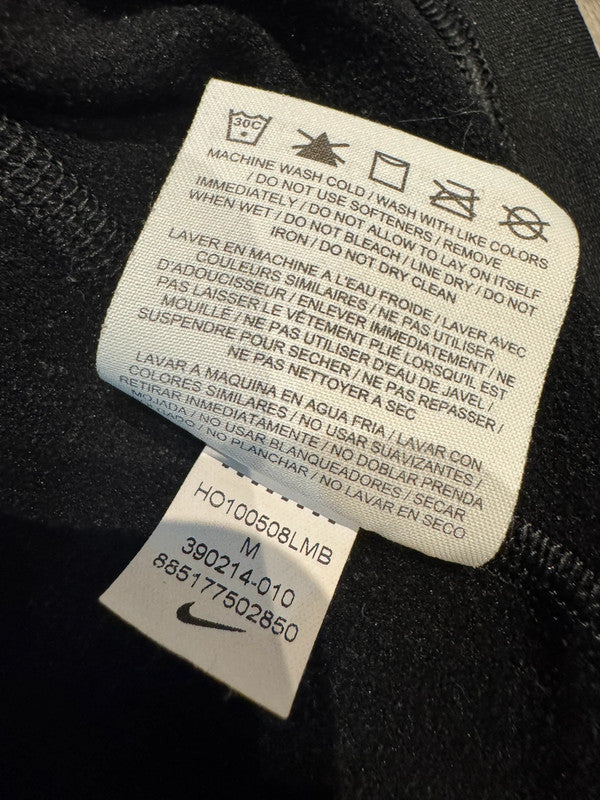 30C
MACHINE WASH COLD / WASH WITH LIKE COLORS
/ DO NOT USE SOFTENERS / REMOVE
IMMEDIATELY / DO NOT ALLOW TO LAY ON ITSELF
WHEN WET / DO NOT BLEACH / LINE DRY / DO NOT
IRON / DO NOT DRY CLEAN
LAVER EN MACHINE A L'EAU FROIDE / LAVER AVEC
COULEURS SIMILAIRES / NE PAS UTILISER
D'ADOUCISSEUR / ENLEVER IMMEDIATEMENT / NE
PAS LAISSER LE VÊTEMENT PLIÉ LORSQU'IL EST
MOUILLÉ / NE PAS UTILISER D'EAU DE JAVEL /
SUSPENDRE POUR SECHER / NE PAS REPASSER /
NE PAS NETTOYER A SEC
LAVAR A MAQUINA EN AGUA FRIA / LAVAR CON
COLORES SIMILARES / NO USAR SUAVIZANTES /
RETIRAR INMEDIATAMENTE / NO DOBLAR PRENDA
MOJADA / NO USAR BLANQUEADORES / SECAR
/ NO PLANCHAR / NO LAVAR EN SECO
HO100508LMB
M
390214-010
885177502850